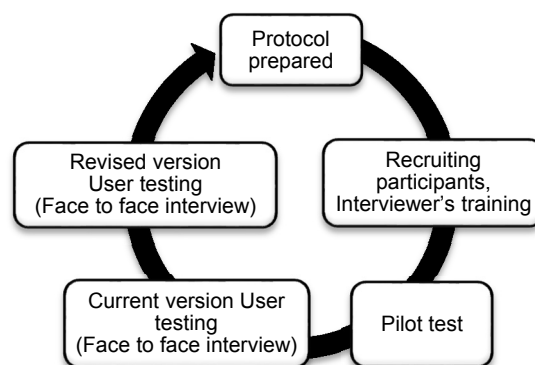 Protocol
prepared
Recruiting
participants,
Interviewer's training
Pilot test
Current version User
testing
(Face to face interview)
Revised version
User testing
(Face to face interview)